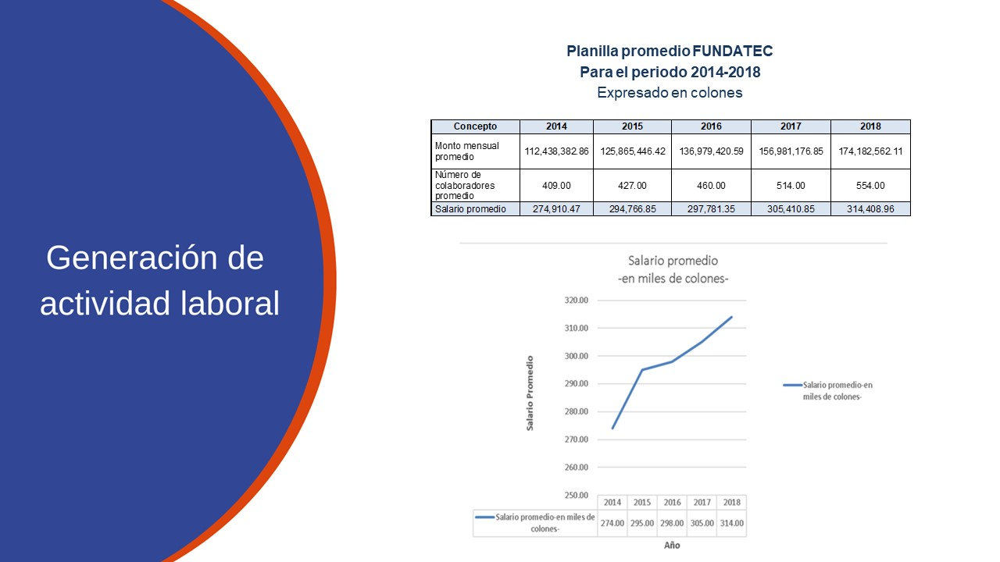 Generación de
actividad laboral
Planilla promedio FUNDATEC
Para el periodo 2014-2018
Expresado en colones
Concepto 2014 2015 2016 2017 2018
Monto mensual
promedio 112,438,382.86 125,865,446.42 136,979,420.59 156,981,176.85 174,182,562.11
Número de
colaboradores
promedio 409.00 427.00 460.00 514.00 554.00
Salario promedio 274,910.47 294,766.85 297,781.35 305,410.85 314,408.96
Salario promedio
-en miles de colones-
320.00
310.00
300.00
290.00
280.00
270.00
260.00
250.00
Salario Promedio
2014 2015 2016 2017 2018
Salario promedio-en miles de
colones- 274.00 295.00 298.00 305.00 314.00
Año
Salario promedio-en
miles de colones-